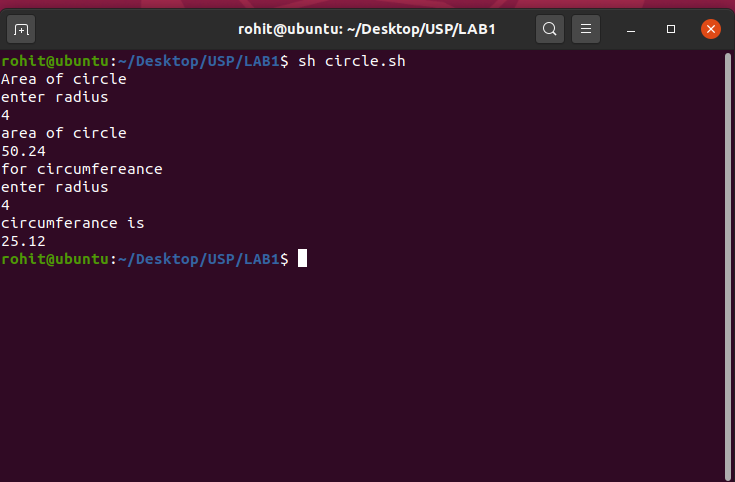 rohit@ubuntu: ~/Desktop/USP/LAB1
rohit@ubuntu:~/Desktop/USP/LAB1$ sh circle.sh
Area of circle
enter radius
4
area of circle
50.24
for circumfereance
enter radius
4
circumferance is
25.12
rohit@ubuntu:~/Desktop/USP/LAB1$